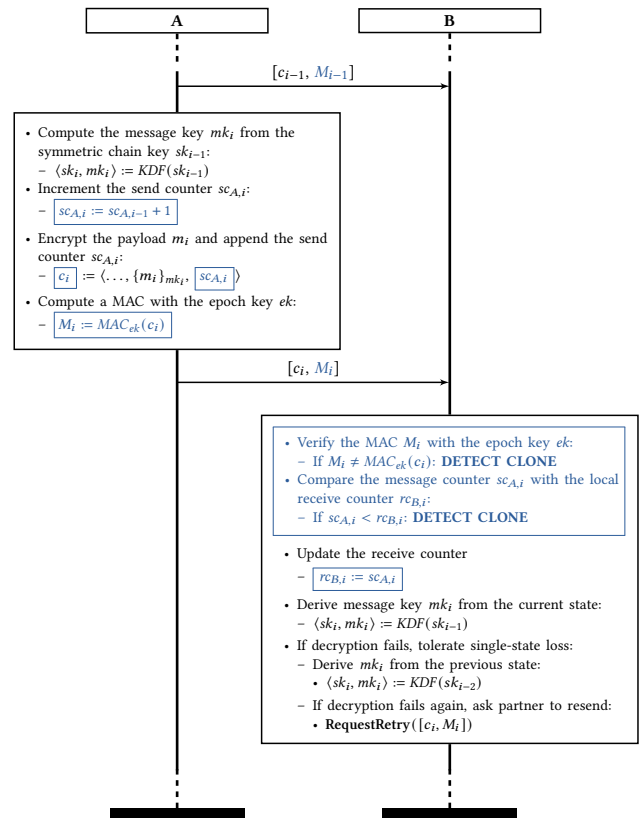 A
B
[c_{i−1}, M_{i−1}]
• Compute the message key mk_i from the
symmetric chain key sk_{i−1}:
– ⟨sk_i, mk_i⟩ := KDF(sk_{i−1})
• Increment the send counter sc_{A,i}:
– sc_{A,i} := sc_{A,i−1} + 1
• Encrypt the payload m_i and append the send
counter sc_{A,i}:
– c_i := ⟨..., {m_i}_{mk_i}, sc_{A,i}⟩
• Compute a MAC with the epoch key ek:
– M_i := MAC_{ek}(c_i)
[c_i, M_i]
• Verify the MAC M_i with the epoch key ek:
– If M_i ≠ MAC_{ek}(c_i): DETECT CLONE
• Compare the message counter sc_{A,i} with the local
receive counter rc_{B,i}:
– If sc_{A,i} < rc_{B,i}: DETECT CLONE
• Update the receive counter
– rc_{B,i} := sc_{A,i}
• Derive message key mk_i from the current state:
– ⟨sk_i, mk_i⟩ := KDF(sk_{i−1})
• If decryption fails, tolerate single-state loss:
– Derive mk_i from the previous state:
• ⟨sk_i, mk_i⟩ := KDF(sk_{i−2})
– If decryption fails again, ask partner to resend:
• RequestRetry([c_i, M_i])